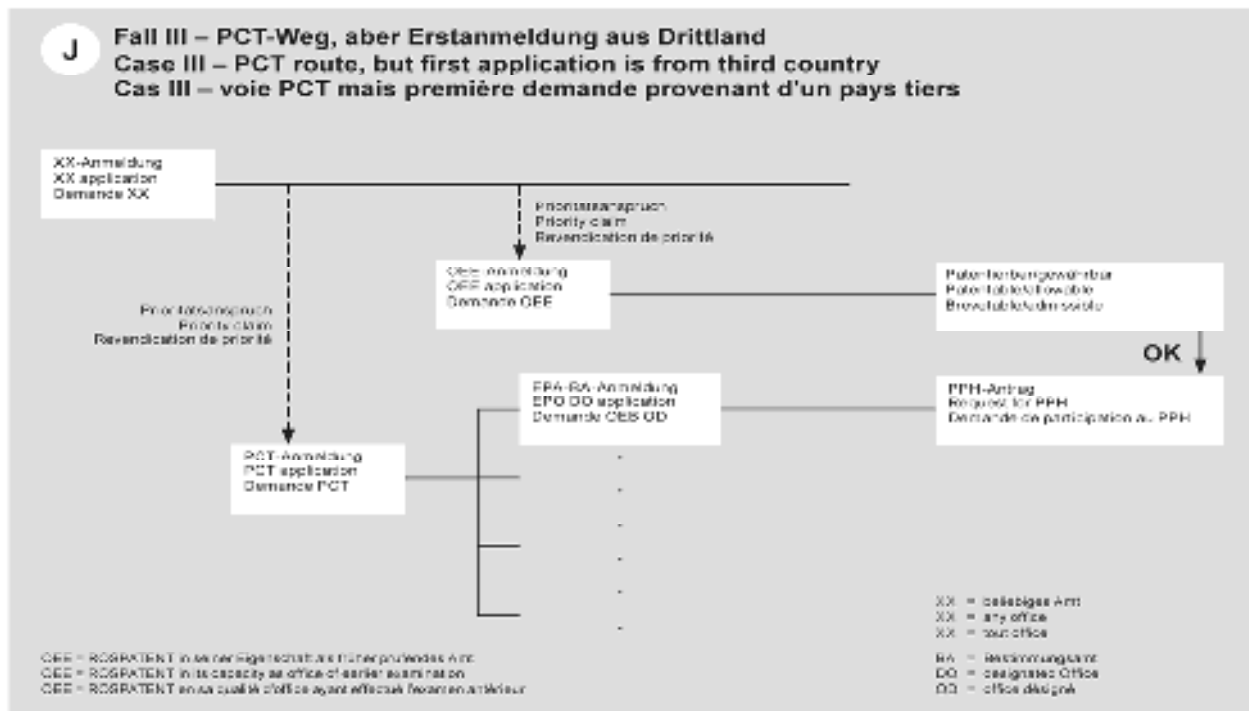 J
Fall III – PCT-Weg, aber Erstanmeldung aus Drittland
Case III – PCT route, but first application is from third country
Cas III – voie PCT mais première demande provenant d'un pays tiers
XX-Anmeldung
XX application
Demande XX
Prioritätsanspruch
Priority claim
Revendication de priorité
OEE-Anmeldung
OEE application
Demande OEE
Patentierbar/gewährbar
Patentable/allowable
Brevetable/admissible
Prioritätsanspruch
Priority claim
Revendication de priorité
OK
EPA-BA-Anmeldung
EPO DO application
Demande OEB OD
PPH-Antrag
Request for PPH
Demande de participation au PPH
PCT-Anmeldung
PCT application
Demande PCT
XX = beliebiges Amt
XX = any office
XX = tout office
OEE = ROSPATENT in seiner Eigenschaft als früher prüfendes Amt
OEE = ROSPATENT in its capacity as office of earlier examination
OEE = ROSPATENT en sa qualité d'office ayant effectué l'examen antérieur
BA = Bestimmungsamt
DO = designated Office
OD = office désigné